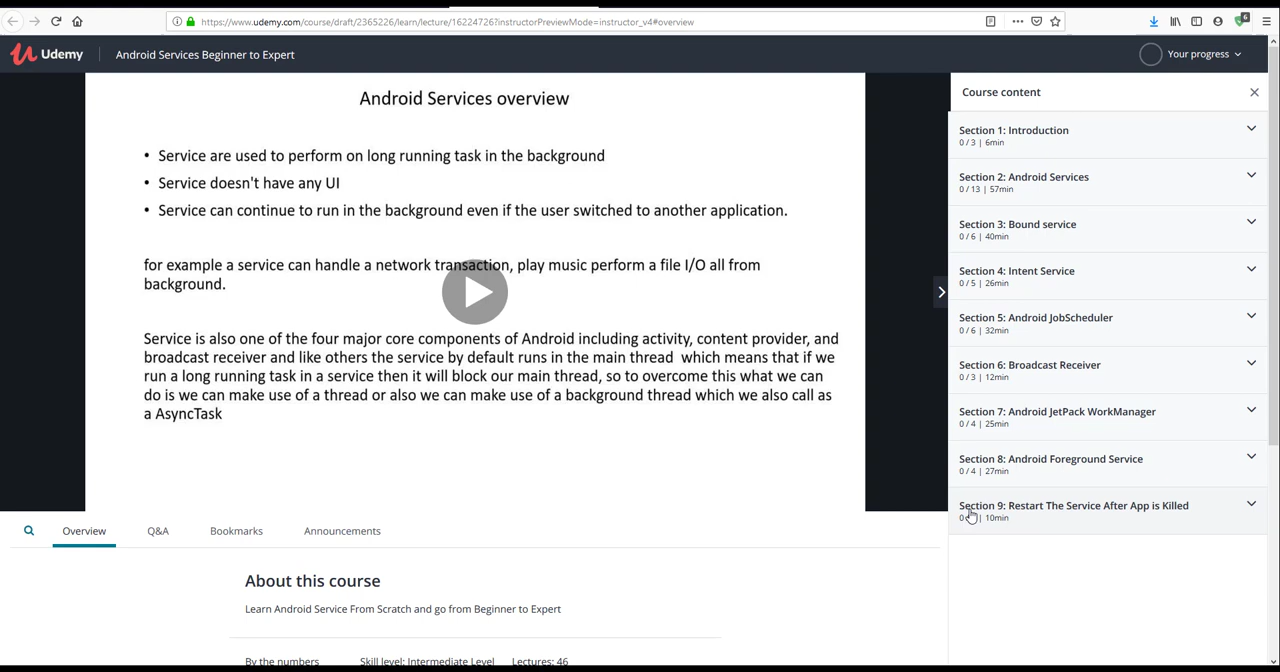 https://www.udemy.com/course/draft/2365226/learn/lecture/16224726?instructorPreviewMode=instructor_v4#overview
6
Udemy
Android Services Beginner to Expert
Your progress
Android Services overview
• Service are used to perform on long running task in the background
• Service doesn't have any UI
• Service can continue to run in the background even if the user switched to another application.
for example a service can handle a network transaction, play music perform a file I/O all from
background.
Service is also one of the four major core components of Android including activity, content provider, and
broadcast receiver and like others the service by default runs in the main thread which means that if we
run a long running task in a service then it will block our main thread, so to overcome this what we can
do is we can make use of a thread or also we can make use of a background thread which we also call as
a AsyncTask
Course content
Section 1: Introduction
0 / 3 | 6min
Section 2: Android Services
0 / 13 | 57min
Section 3: Bound service
0 / 6 | 40min
Section 4: Intent Service
0 / 5 | 26min
Section 5: Android JobScheduler
0 / 6 | 32min
Section 6: Broadcast Receiver
0 / 3 | 12min
Section 7: Android JetPack WorkManager
0 / 4 | 25min
Section 8: Android Foreground Service
0 / 4 | 27min
Section 9: Restart The Service After App is Killed
0 | 10min
Overview
Q&A
Bookmarks
Announcements
About this course
Learn Android Service From Scratch and go from Beginner to Expert
By the numbers
Skill level: Intermediate Level
Lectures: 46